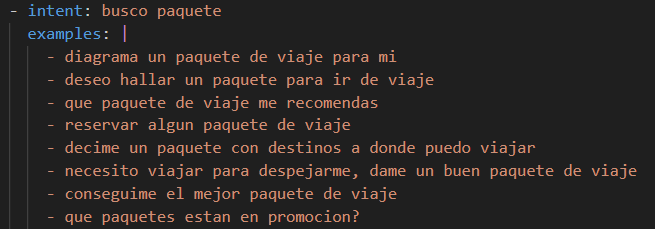 - intent: busco paquete
examples: |
- diagrama un paquete de viaje para mi
- deseo hallar un paquete para ir de viaje
- que paquete de viaje me recomendas
- reservar algun paquete de viaje
- decime un paquete con destinos a donde puedo viajar
- necesito viajar para despejarme, dame un buen paquete de viaje
- conseguime el mejor paquete de viaje
- que paquetes estan en promocion?